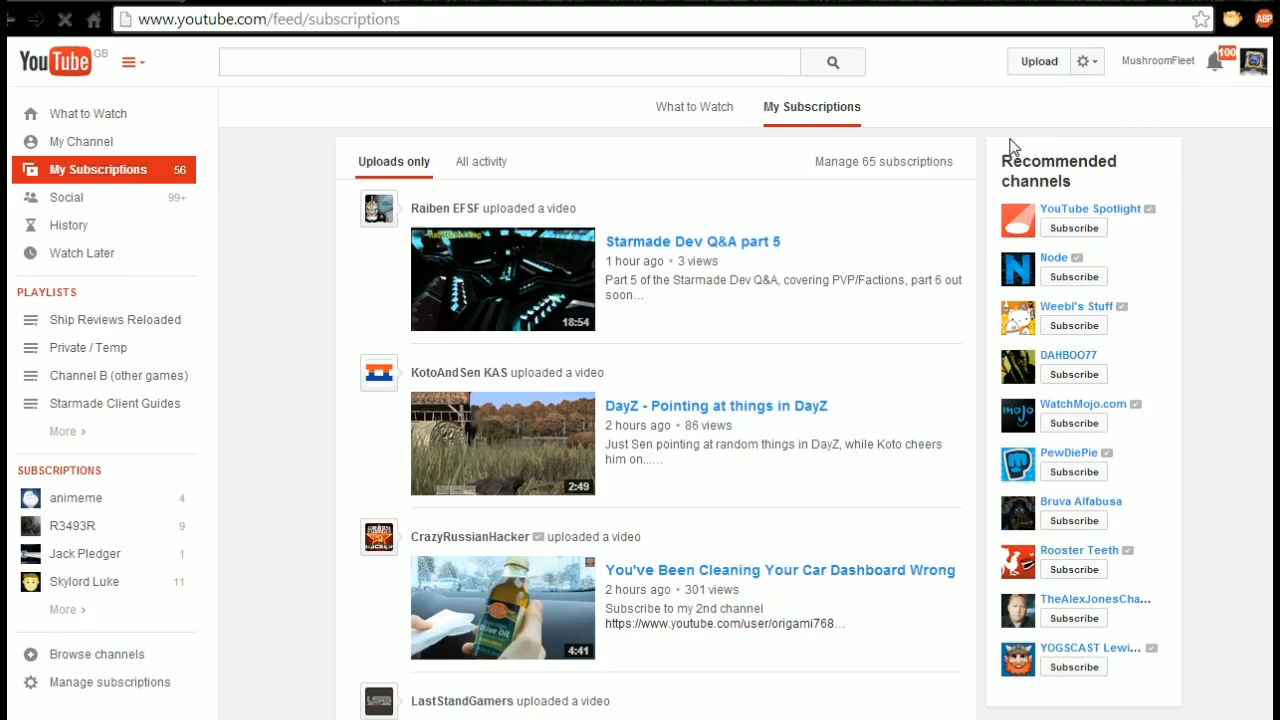 www.youtube.com/feed/subscriptions
ABP
YouTube GB
Upload
MushroomFleet
100
What to Watch
My Subscriptions
What to Watch
My Channel
My Subscriptions 56
Social 99+
History
Watch Later
PLAYLISTS
Ship Reviews Reloaded
Private / Temp
Channel B (other games)
Starmade Client Guides
More ›
SUBSCRIPTIONS
animeme 4
R3493R 9
Jack Pledger 1
Skylord Luke 11
More ›
Browse channels
Manage subscriptions
Uploads only
All activity
Manage 65 subscriptions
Raiben EFSF uploaded a video
18:54
Starmade Dev Q&A part 5
1 hour ago • 3 views
Part 5 of the Starmade Dev Q&A, covering PVP/Factions, part 6 out
soon...
KotoAndSen KAS uploaded a video
2:49
DayZ - Pointing at things in DayZ
2 hours ago • 86 views
Just Sen pointing at random things in DayZ, while Koto cheers
him on......
CrazyRussianHacker uploaded a video
Olive Oil
4:41
You've Been Cleaning Your Car Dashboard Wrong
2 hours ago • 301 views
Subscribe to my 2nd channel
https://www.youtube.com/user/origami768...
LastStandGamers uploaded a video
Recommended
channels
YouTube Spotlight
Subscribe
N
Node
Subscribe
Weebl's Stuff
Subscribe
DAHBOO77
Subscribe
mojo
WatchMojo.com
Subscribe
PewDiePie
Subscribe
Bruva Alfabusa
Subscribe
Rooster Teeth
Subscribe
TheAlexJonesCha...
Subscribe
YOGSCAST Lewi...
Subscribe